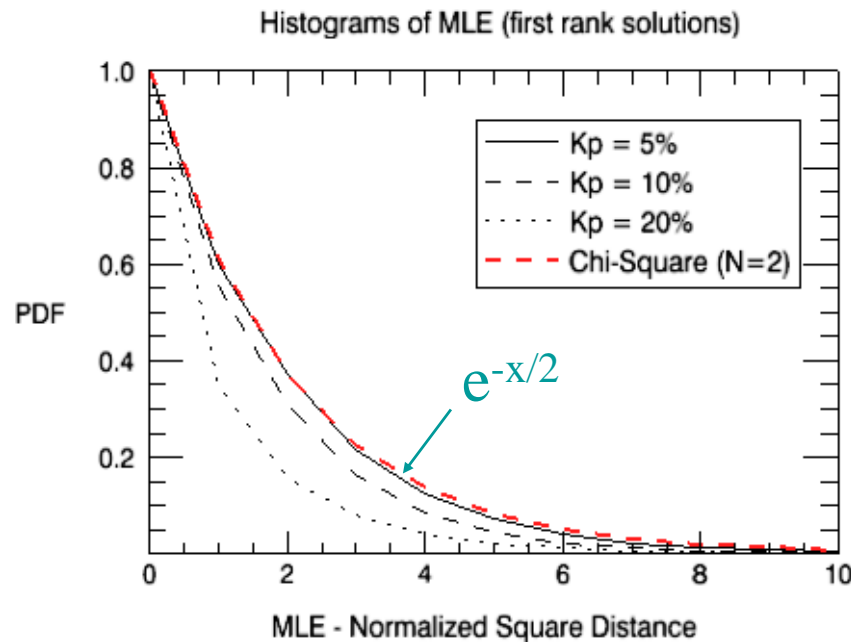 Histograms of MLE (first rank solutions)
1.0
0.8
0.6
0.4
0.2
PDF
Kp = 5%
Kp = 10%
Kp = 20%
Chi-Square (N=2)
e-x/2
0
2
4
6
8
10
MLE - Normalized Square Distance